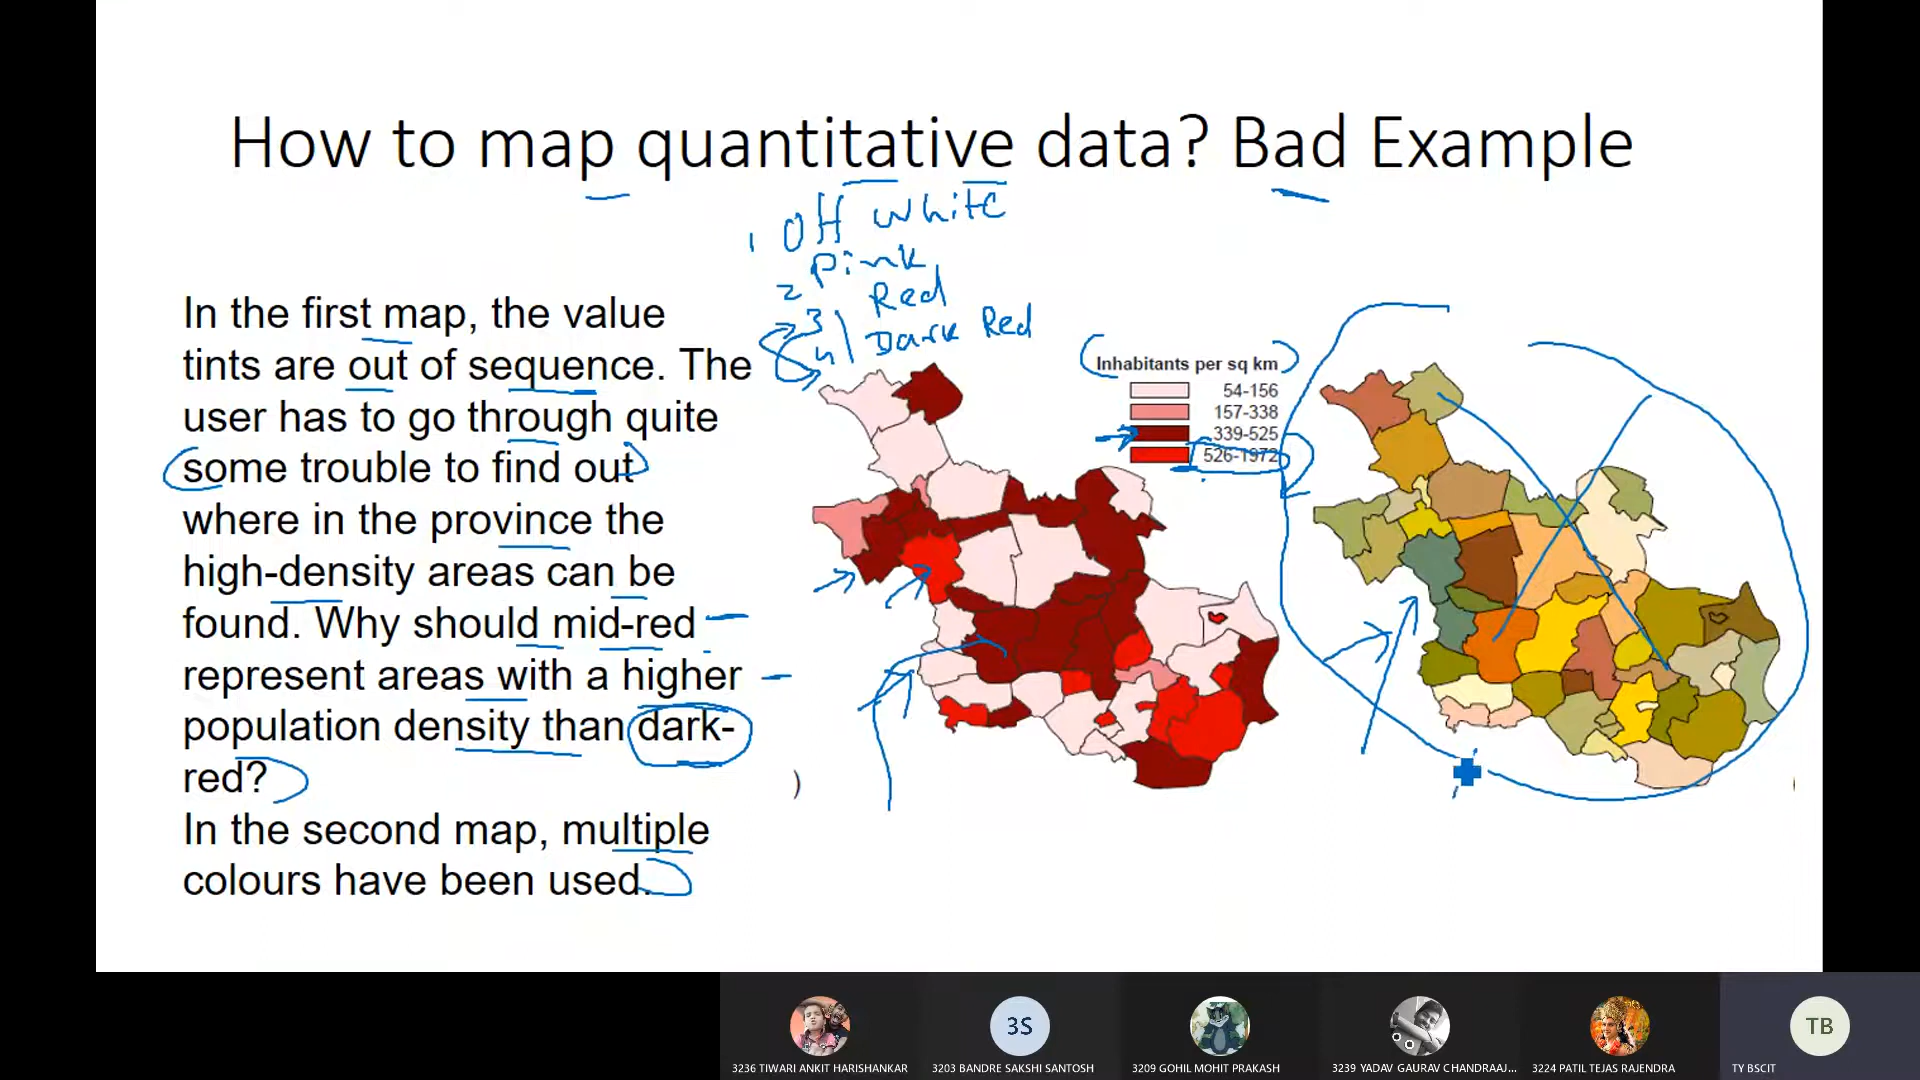 How to map quantitative data? Bad Example
1 Off white
2 Pink
3 Red
4 Dark Red
In the first map, the value
tints are out of sequence. The
user has to go through quite
some trouble to find out
where in the province the
high-density areas can be
found. Why should mid-red
represent areas with a higher
population density than dark-
red?
In the second map, multiple
colours have been used.
)
Inhabitants per sq km
54-156
157-338
339-525
526-1972
3S
TB
3236 TIWARI ANKIT HARISHANKAR
3203 BANDRE SAKSHI SANTOSH
3209 GOHIL MOHIT PRAKASH
3239 YADAV GAURAV CHANDRAAJ...
3224 PATIL TEJAS RAJENDRA
TY BSCIT